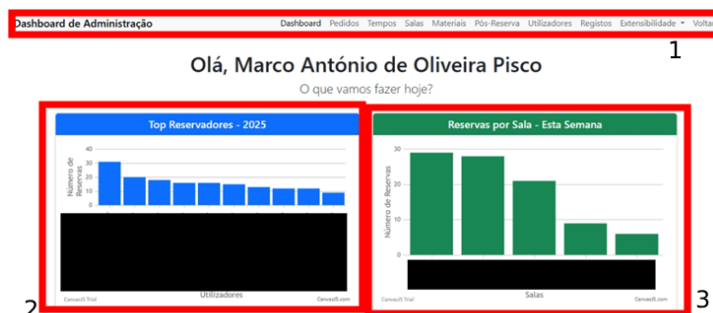 Dashboard de Administração
Dashboard Pedidos Tempos Salas Materiais Pós-Reserva Utilizadores Registos Extensibilidade Voltar
1
Olá, Marco António de Oliveira Pisco
O que vamos fazer hoje?
Top Reservadores - 2025
40
30
20
10
0
Número de
Reservas
Utilizadores
CanvasJS Trial
CanvasJS.com
2
Reservas por Sala - Esta Semana
30
20
10
0
Número de Reservas
Salas
CanvasJS Trial
CanvasJS.com
3